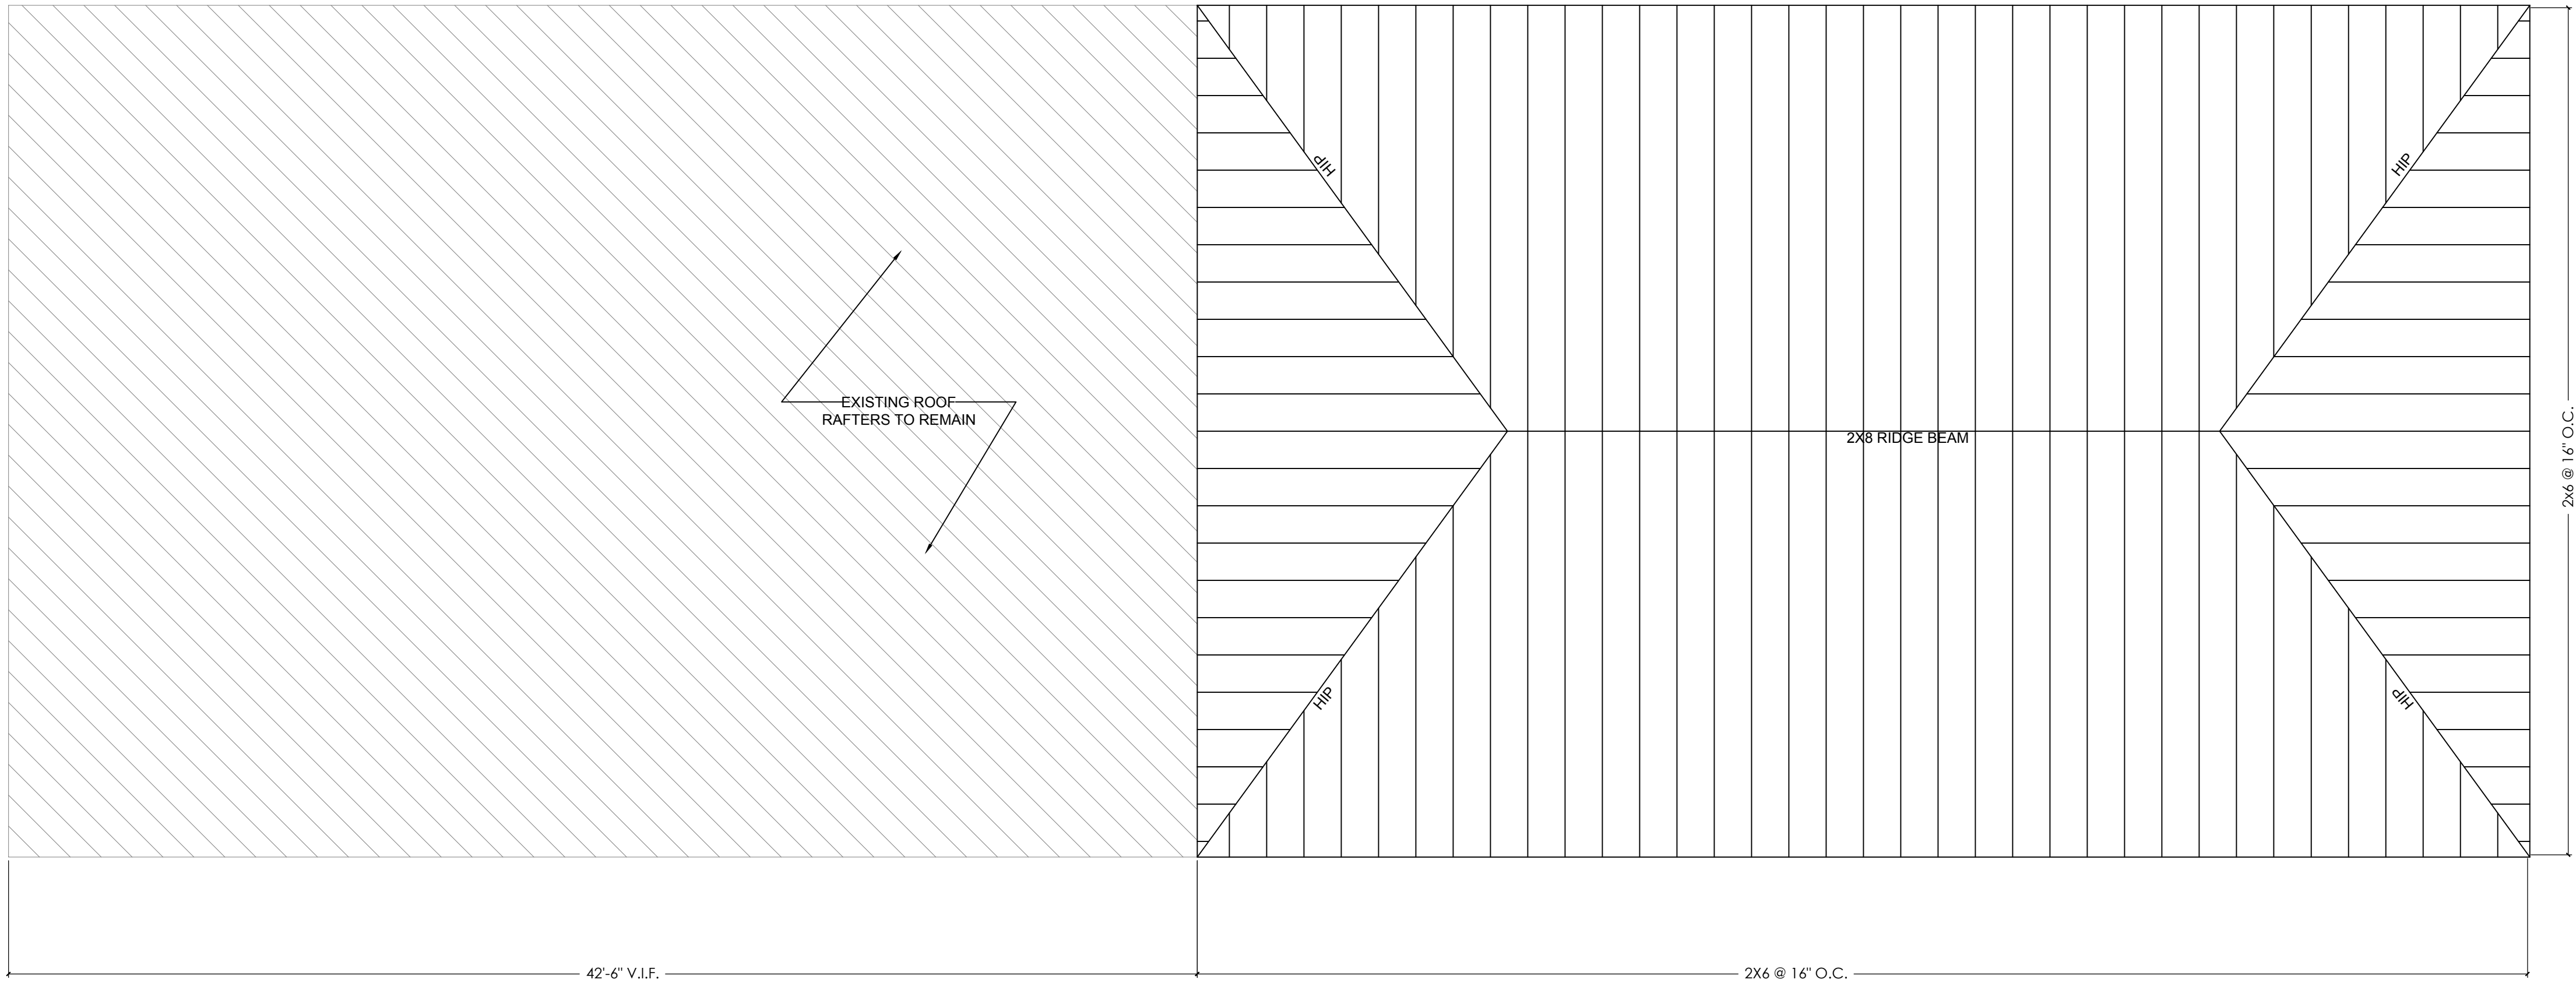 HIP
HIP
EXISTING ROOF
RAFTERS TO REMAIN
2X8 RIDGE BEAM
2x6 @ 16" O.C.
HIP
HIP
42'-6" V.I.F.
2X6 @ 16" O.C.